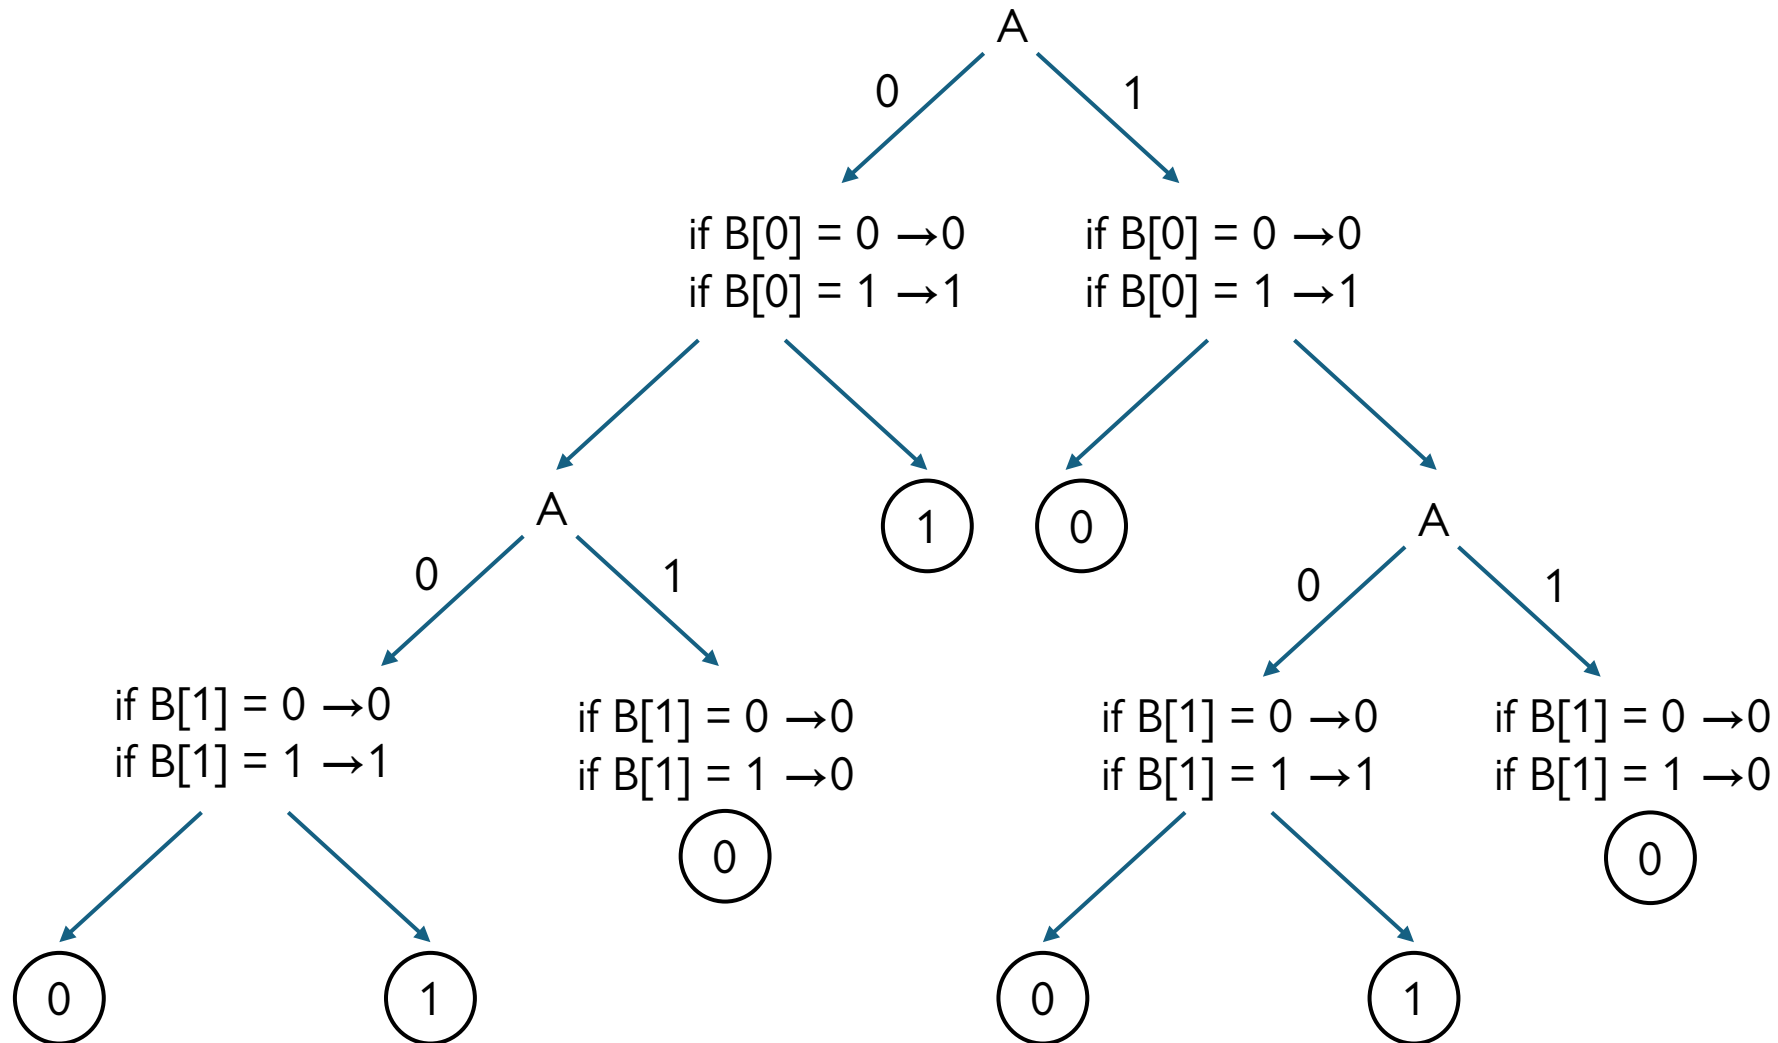 A
0
1
if B[0] = 0 →0
if B[0] = 1 →1
if B[0] = 0 →0
if B[0] = 1 →1
A
1
0
A
0
1
0
1
if B[1] = 0 →0
if B[1] = 1 →1
if B[1] = 0 →0
if B[1] = 1 →0
0
if B[1] = 0 →0
if B[1] = 1 →1
if B[1] = 0 →0
if B[1] = 1 →0
0
0
1
0
1